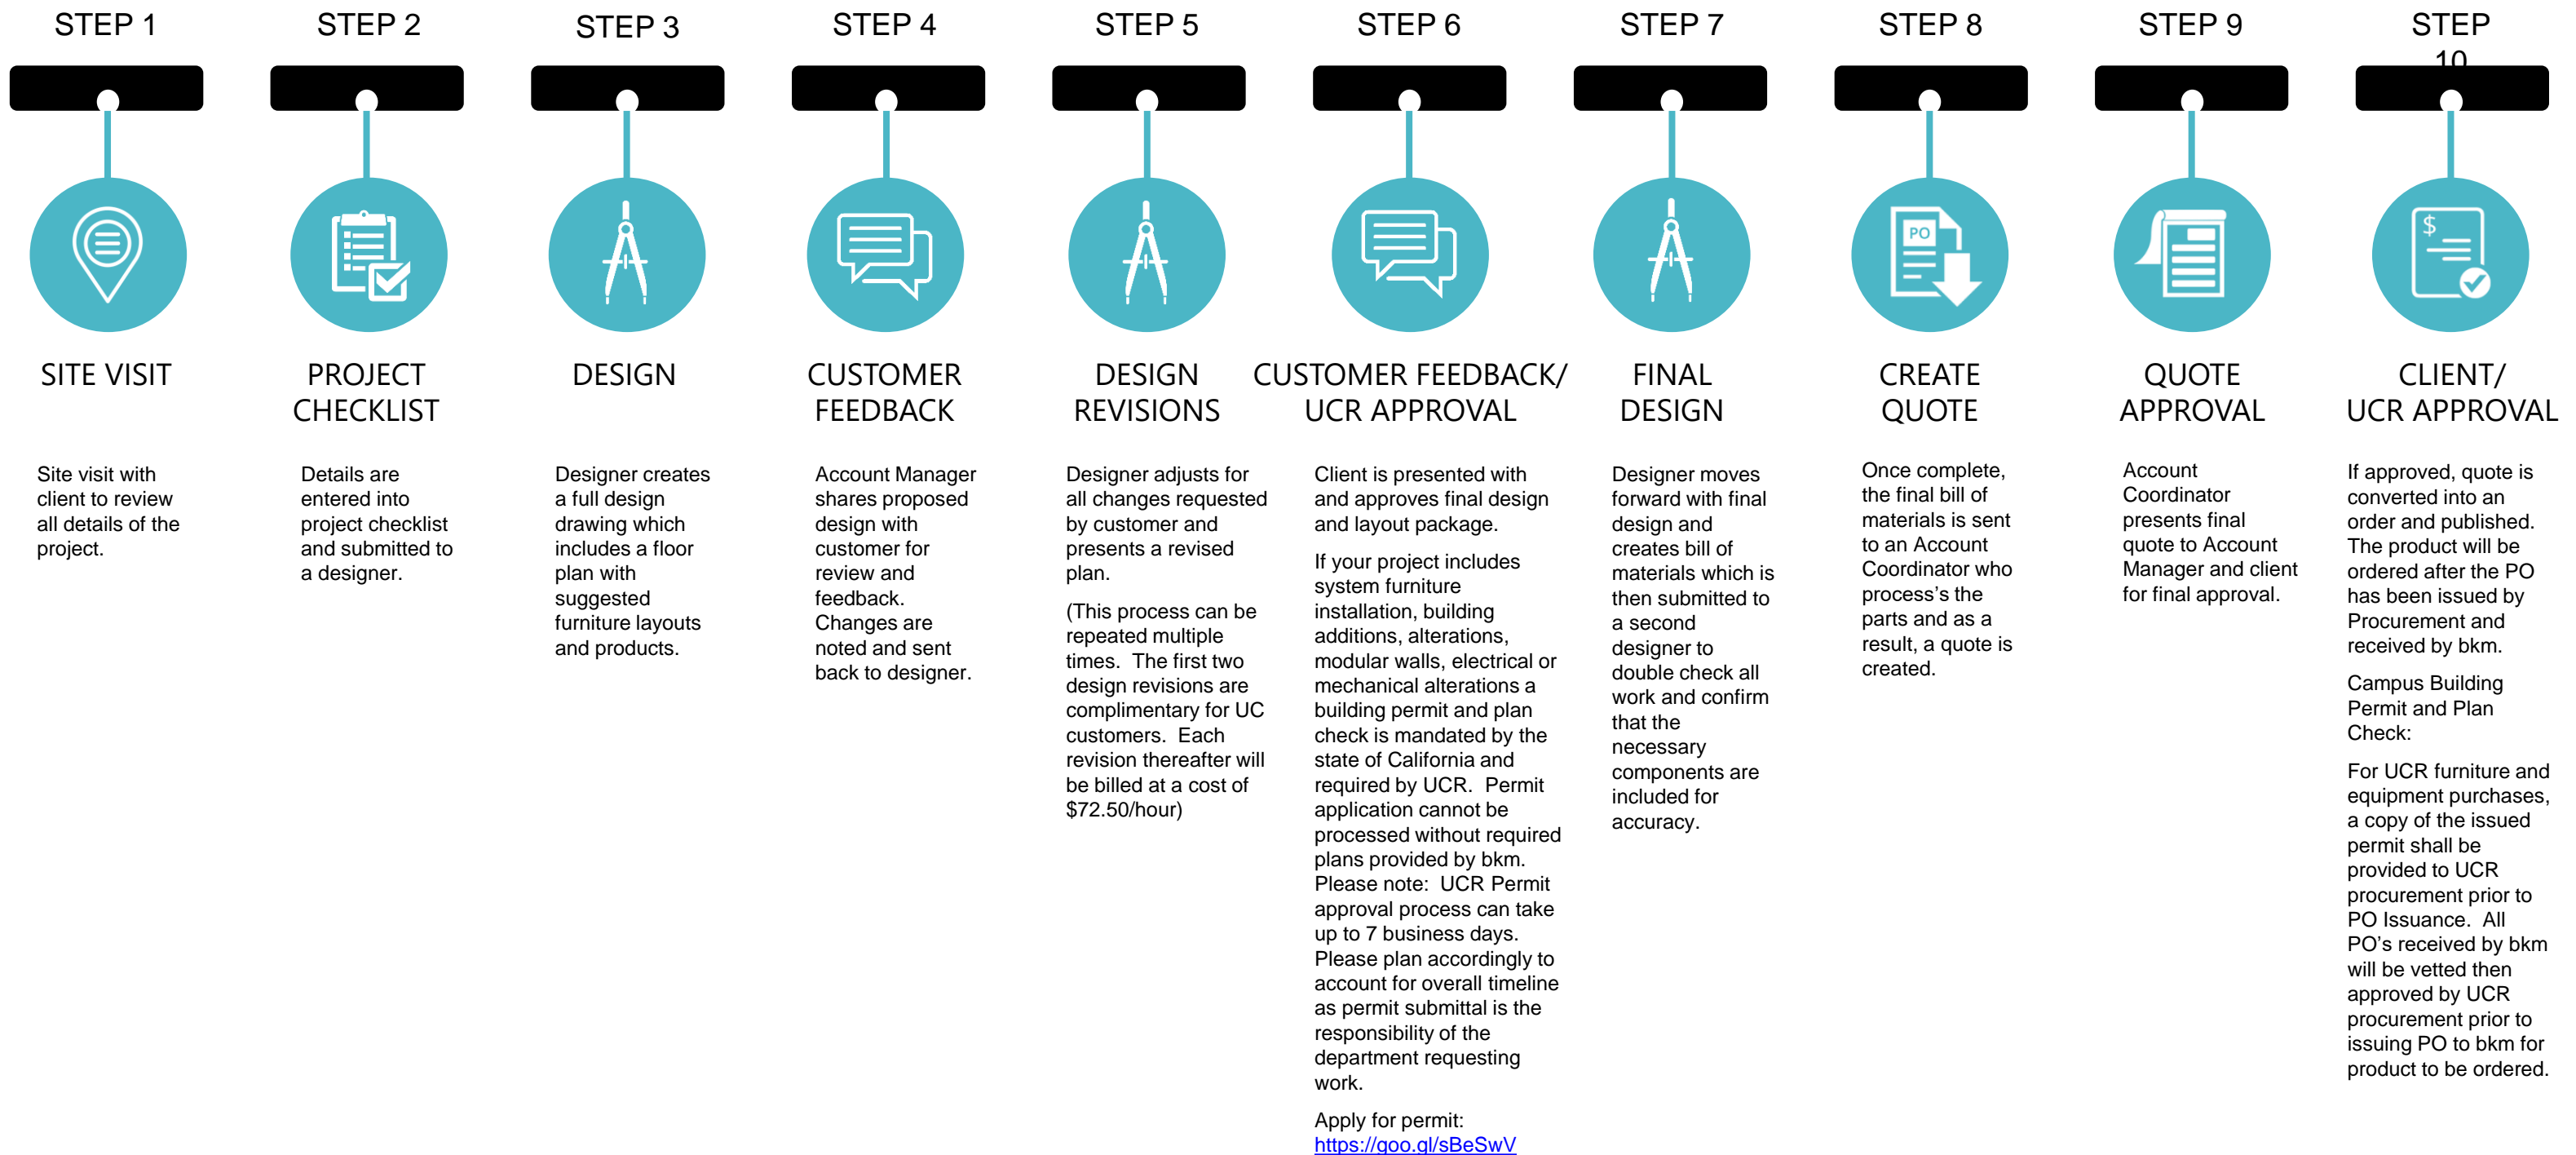 STEP 1
STEP 2
STEP 3
STEP 4
STEP 5
STEP 6
STEP 7
STEP 8
STEP 9
STEP
10
PO
$
SITE VISIT
PROJECT
CHECKLIST
DESIGN
CUSTOMER
FEEDBACK
DESIGN
REVISIONS
CUSTOMER FEEDBACK/
UCR APPROVAL
FINAL
DESIGN
CREATE
QUOTE
QUOTE
APPROVAL
CLIENT/
UCR APPROVAL
Site visit with
client to review
all details of the
project.
Details are
entered into
project checklist
and submitted to
a designer.
Designer creates
a full design
drawing which
includes a floor
plan with
suggested
furniture layouts
and products.
Account Manager
shares proposed
design with
customer for
review and
feedback.
Changes are
noted and sent
back to designer.
Designer adjusts for
all changes requested
by customer and
presents a revised
plan.
(This process can be
repeated multiple
times.  The first two
design revisions are
complimentary for UC
customers.  Each
revision thereafter will
be billed at a cost of
$72.50/hour)
Client is presented with
and approves final design
and layout package.
If your project includes
system furniture
installation, building
additions, alterations,
modular walls, electrical or
mechanical alterations a
building permit and plan
check is mandated by the
state of California and
required by UCR.  Permit
application cannot be
processed without required
plans provided by bkm.
Please note:  UCR Permit
approval process can take
up to 7 business days.
Please plan accordingly to
account for overall timeline
as permit submittal is the
responsibility of the
department requesting
work.
Apply for permit:
https://goo.gl/sBeSwV
Designer moves
forward with final
design and
creates bill of
materials which is
then submitted to
a second
designer to
double check all
work and confirm
that the
necessary
components are
included for
accuracy.
Once complete,
the final bill of
materials is sent
to an Account
Coordinator who
process's the
parts and as a
result, a quote is
created.
Account
Coordinator
presents final
quote to Account
Manager and client
for final approval.
If approved, quote is
converted into an
order and published.
The product will be
ordered after the PO
has been issued by
Procurement and
received by bkm.
Campus Building
Permit and Plan
Check:
For UCR furniture and
equipment purchases,
a copy of the issued
permit shall be
provided to UCR
procurement prior to
PO Issuance.  All
PO's received by bkm
will be vetted then
approved by UCR
procurement prior to
issuing PO to bkm for
product to be ordered.